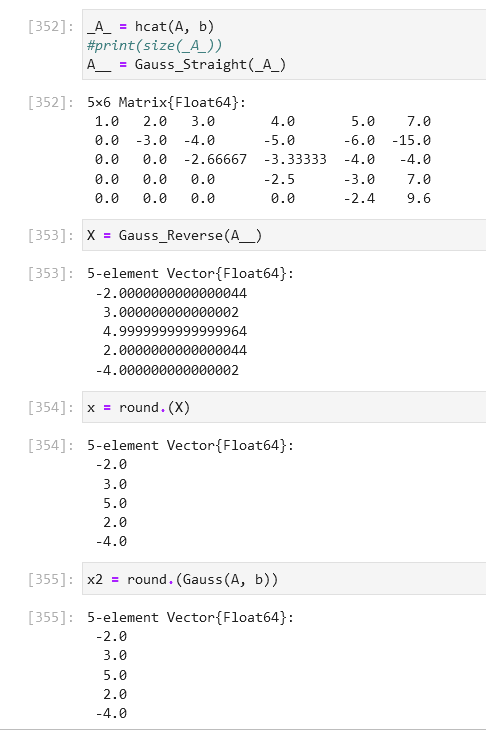 [352]: _A_ = hcat(A, b)
#print(size(_A_))
A__ = Gauss_Straight(_A_)
[352]: 5×6 Matrix{Float64}:
1.0 2.0 3.0 4.0 5.0 7.0
0.0 -3.0 -4.0 -5.0 -6.0 -15.0
0.0 0.0 -2.66667 -3.33333 -4.0 -4.0
0.0 0.0 0.0 -2.5 -3.0 7.0
0.0 0.0 0.0 0.0 -2.4 9.6
[353]: X = Gauss_Reverse(A__)
[353]: 5-element Vector{Float64}:
-2.0000000000000044
3.000000000000002
4.9999999999999964
2.0000000000000044
-4.000000000000002
[354]: x = round.(X)
[354]: 5-element Vector{Float64}:
-2.0
3.0
5.0
2.0
-4.0
[355]: x2 = round.(Gauss(A, b))
[355]: 5-element Vector{Float64}:
-2.0
3.0
5.0
2.0
-4.0